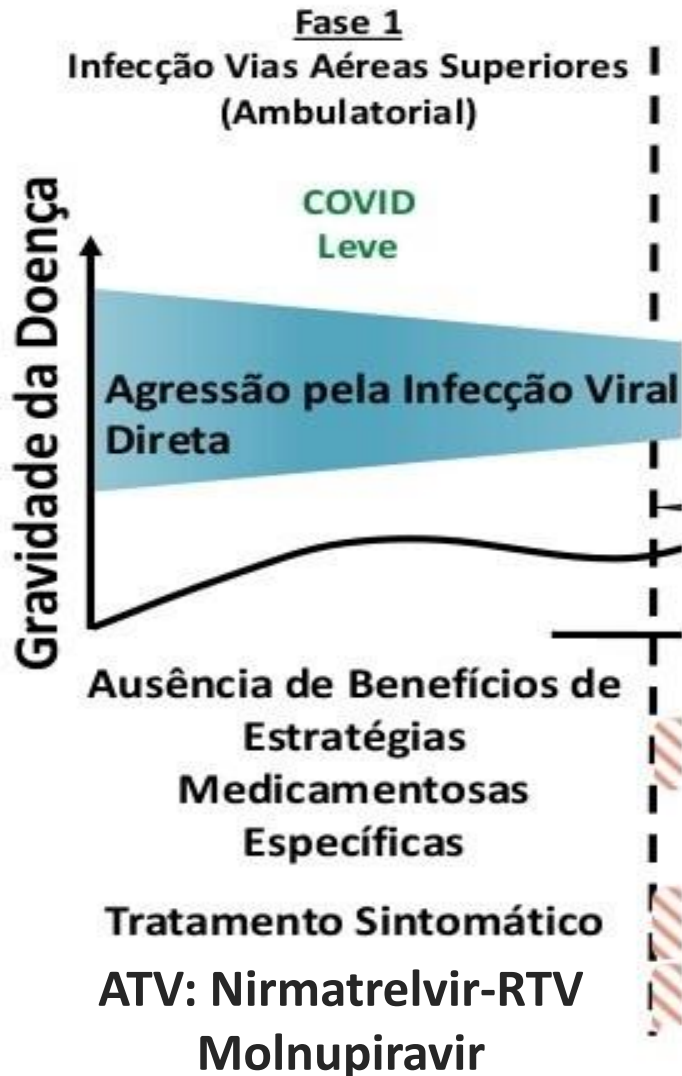 Fase 1
Infecção Vias Aéreas Superiores
(Ambulatorial)
COVID
Leve
Gravidade da Doença
Agressão pela Infecção Viral
Direta
Ausência de Benefícios de
Estratégias
Medicamentosas
Específicas
Tratamento Sintomático
ATV: Nirmatrelvir-RTV
Molnupiravir